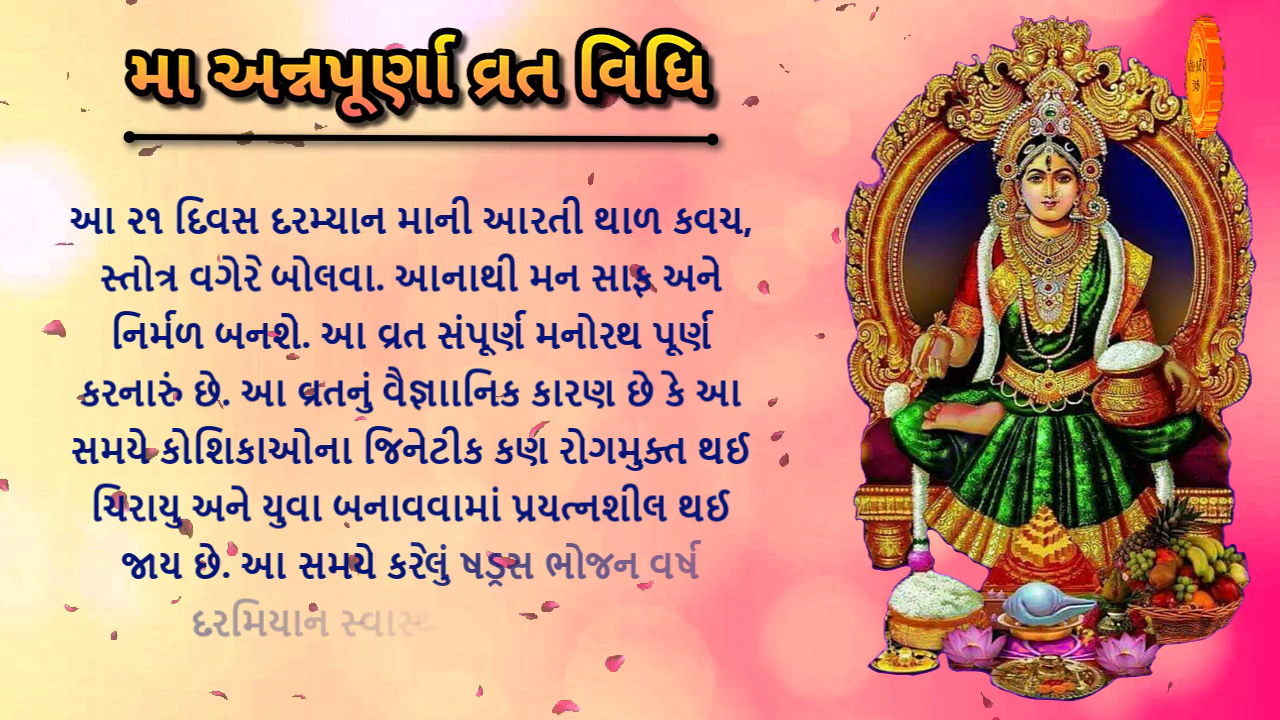 મા અન્નપૂર્ણા વ્રત વિધિ
આ ૨૧ દિવસ દરમ્યાન માની આરતી થાળ કવચ,
સ્તોત્ર વગેરે બોલવા. આનાથી મન સાફ અને
નિર્મળ બનશે. આ વ્રત સંપૂર્ણ મનોરથ પૂર્ણ
કરનારું છે. આ વ્રતનું વૈજ્ઞાાનિક કારણ છે કે આ
સમયે કોશિકાઓના જિનેટીક કણ રોગમુક્ત થઈ
ચિરાયુ અને યુવા બનાવવામાં પ્રયત્નશીલ થઈ
જાય છે. આ સમયે કરેલું ષડ્રસ ભોજન વર્ષ
દરમિયાન